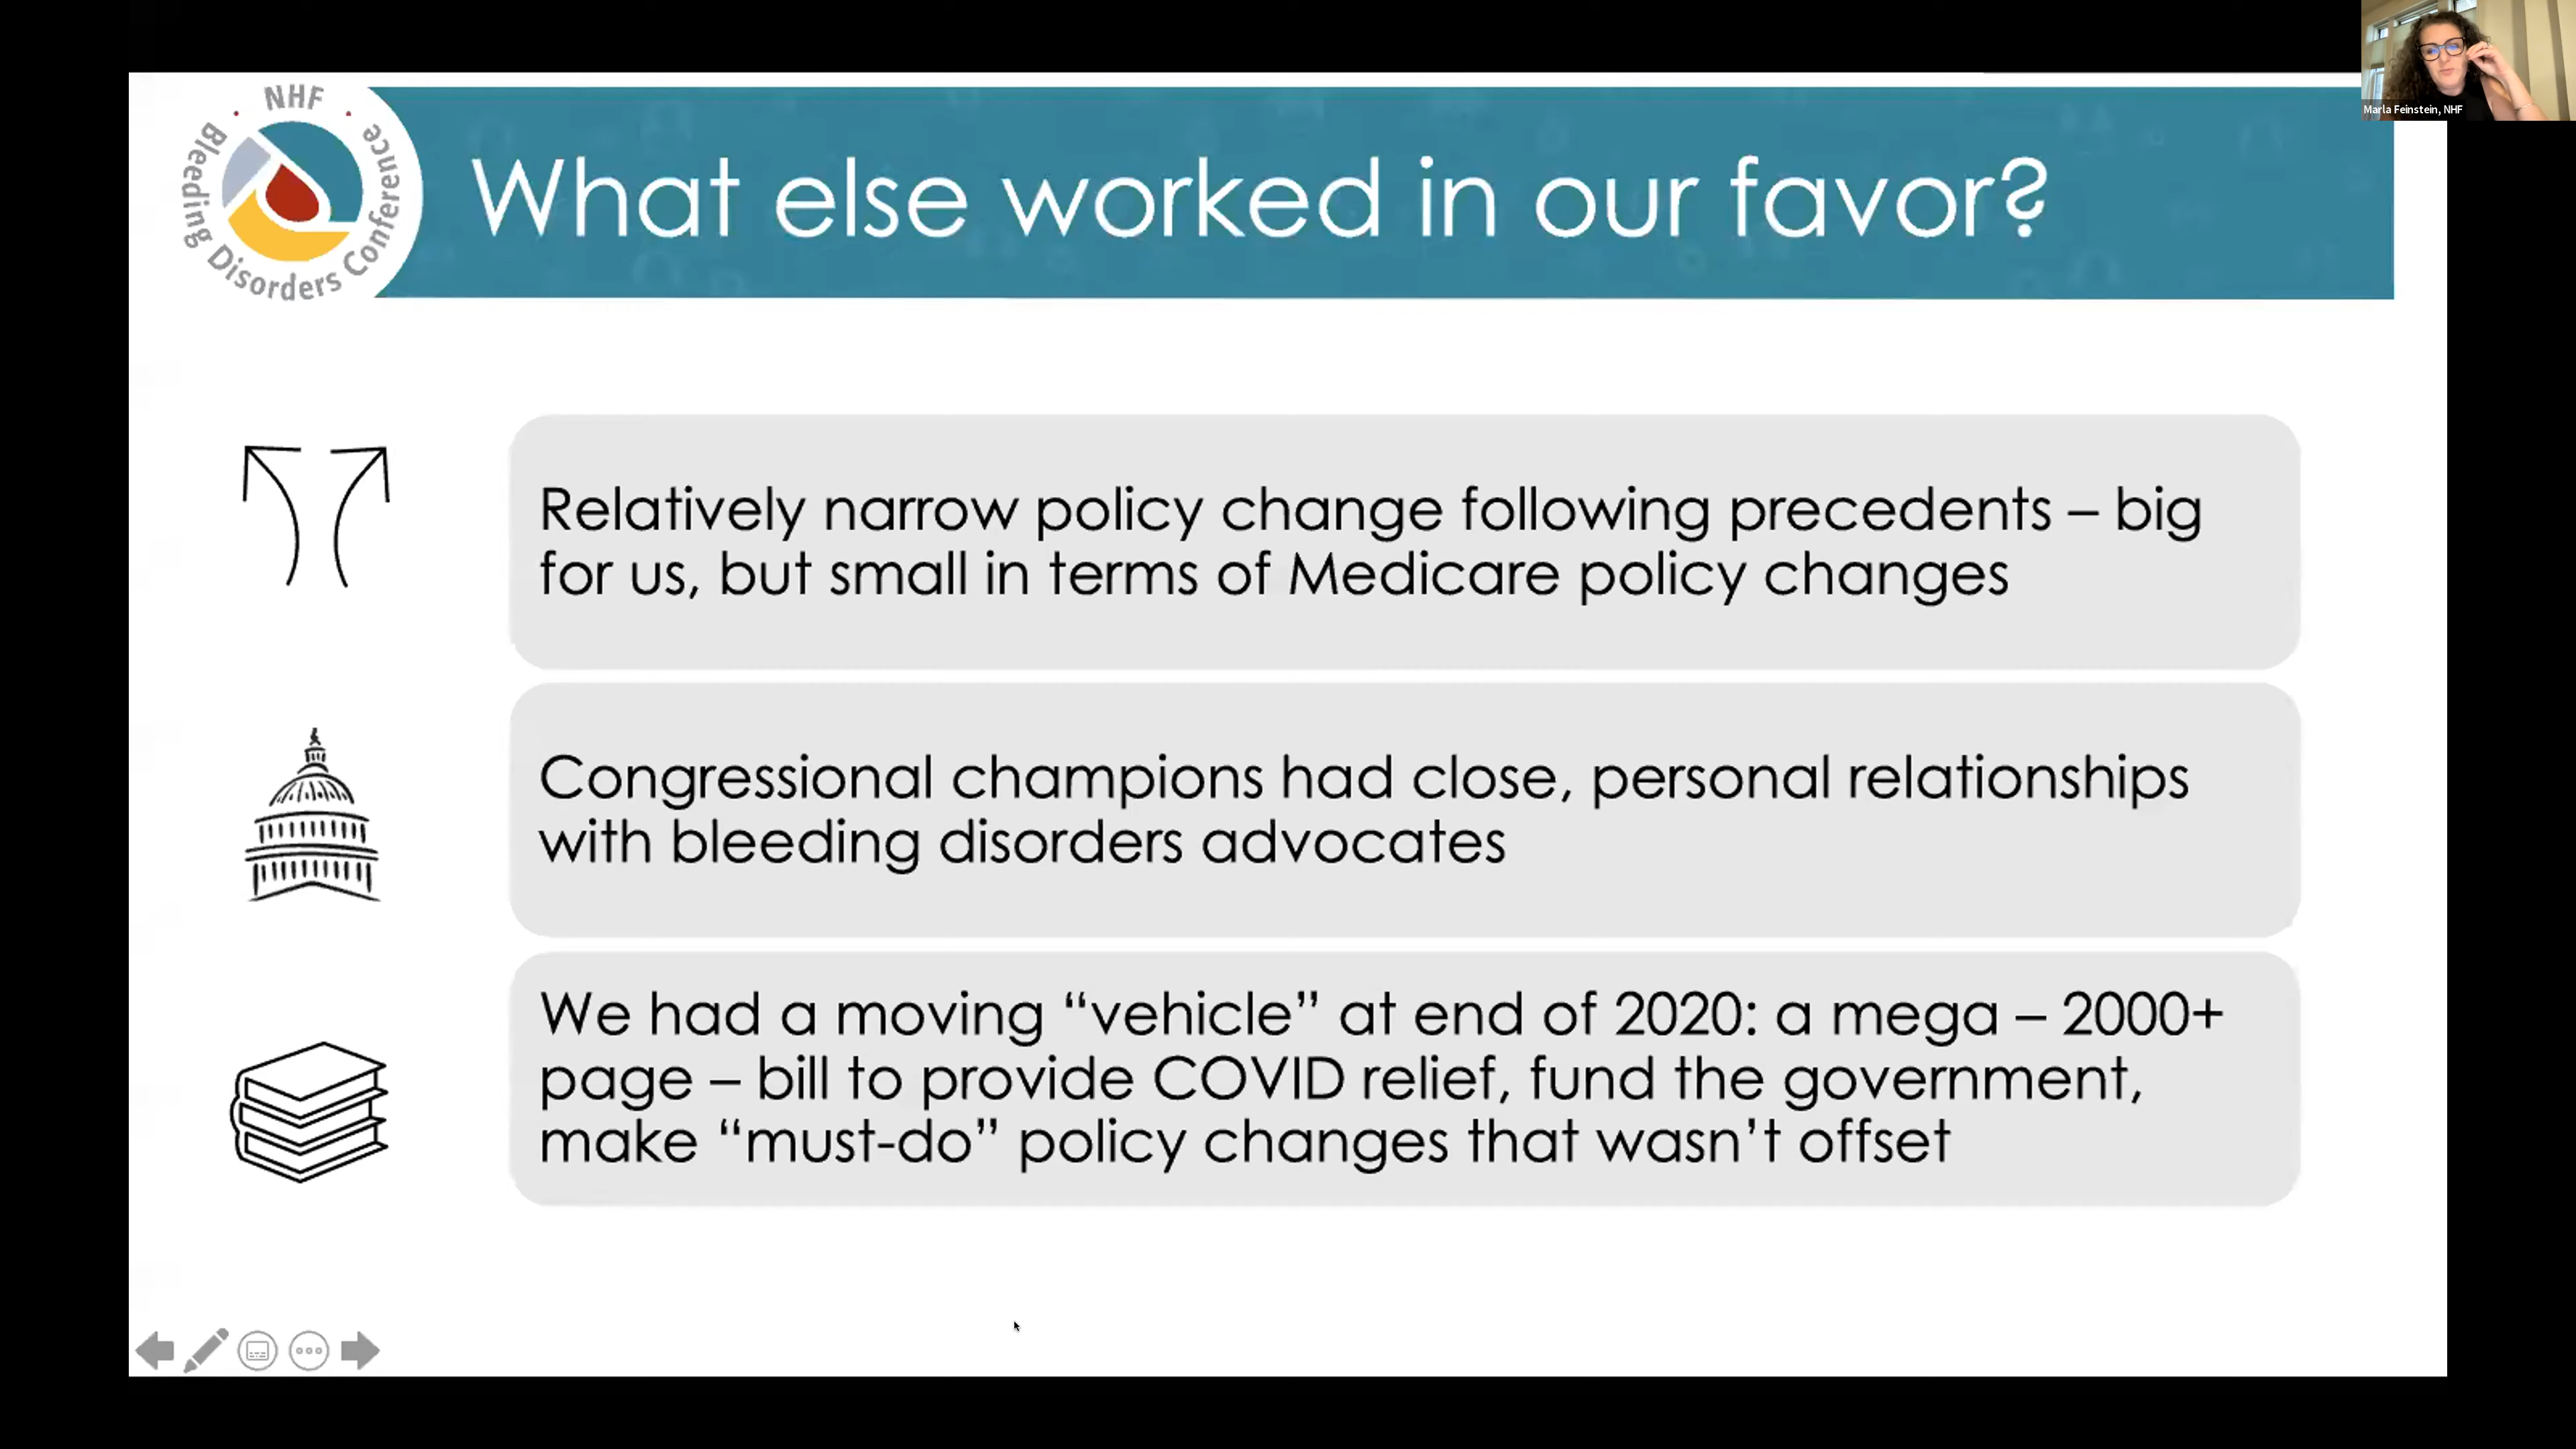 NHF
Bleeding Disorders Conference
What else worked in our favor?
Marla Feinstein, NHF
Relatively narrow policy change following precedents – big
for us, but small in terms of Medicare policy changes
Congressional champions had close, personal relationships
with bleeding disorders advocates
We had a moving “vehicle” at end of 2020: a mega – 2000+
page – bill to provide COVID relief, fund the government,
make “must-do” policy changes that wasn’t offset